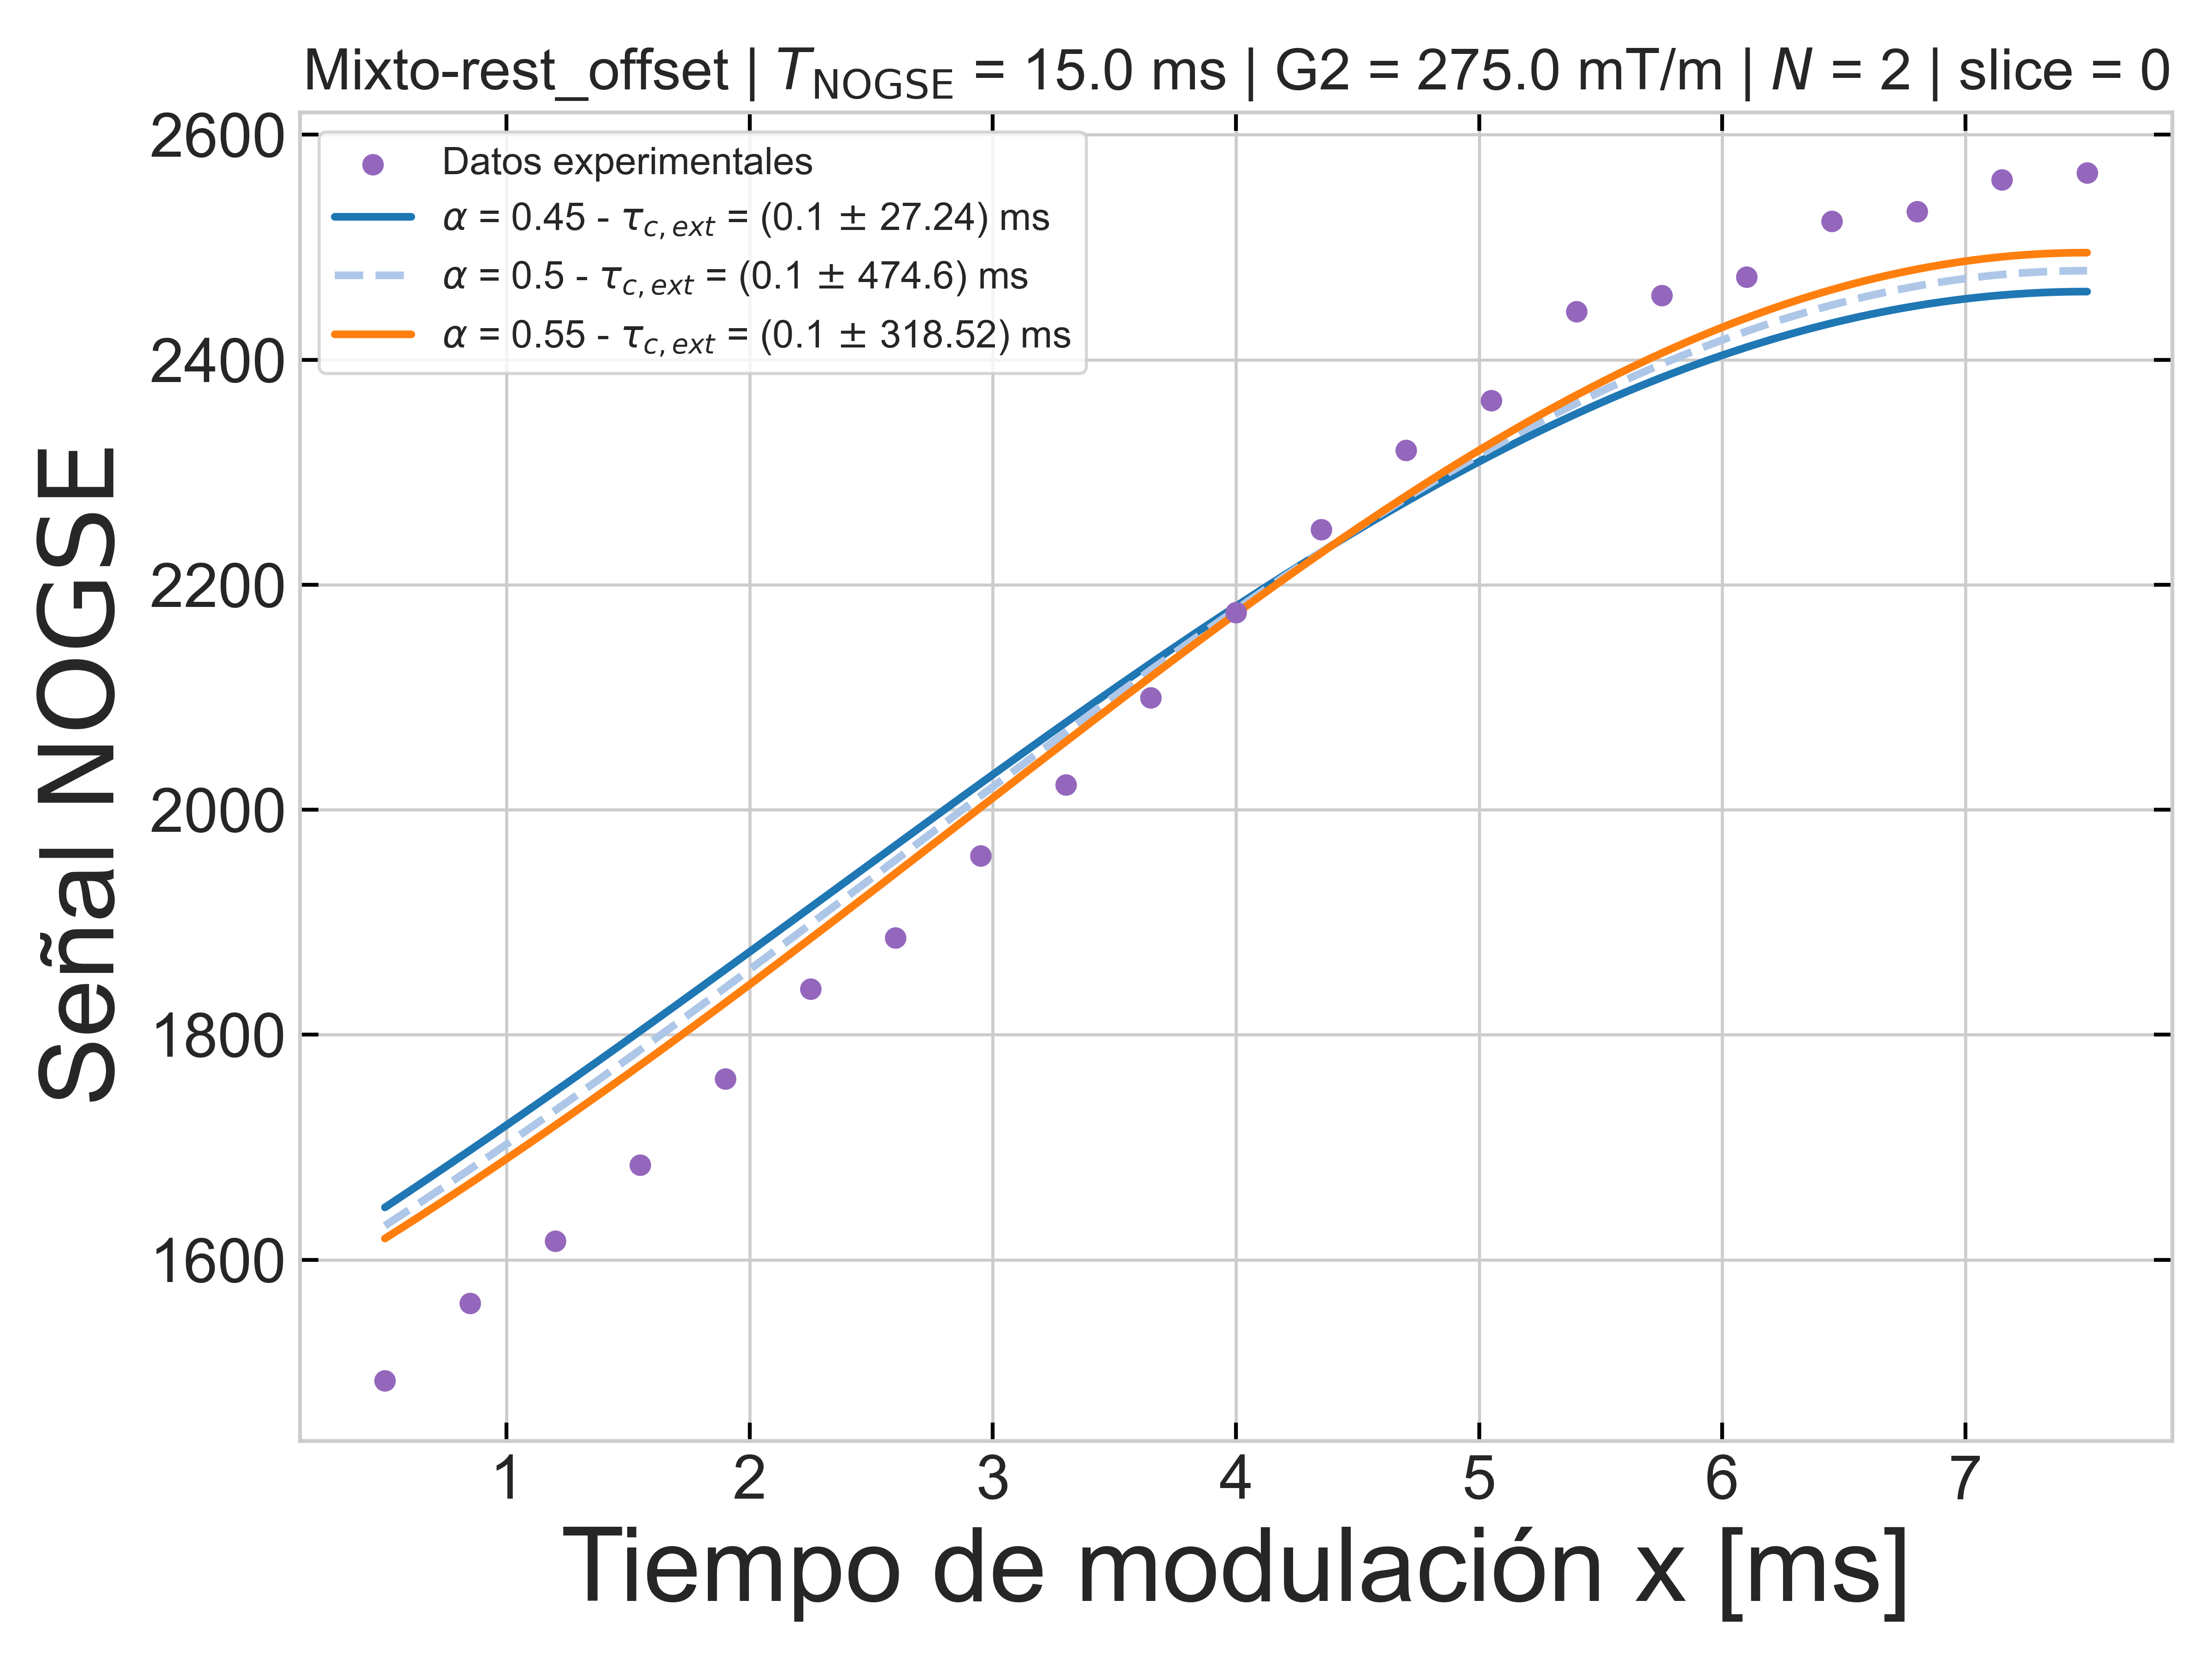 Mixto-rest_offset | T_NOGSE = 15.0 ms | G2 = 275.0 mT/m | N = 2 | slice = 0
Datos experimentales
α = 0.45 - τ_c,ext = (0.1 ± 27.24) ms
α = 0.5 - τ_c,ext = (0.1 ± 474.6) ms
α = 0.55 - τ_c,ext = (0.1 ± 318.52) ms
Señal NOGSE
2600
2400
2200
2000
1800
1600
1 2 3 4 5 6 7
Tiempo de modulación x [ms]